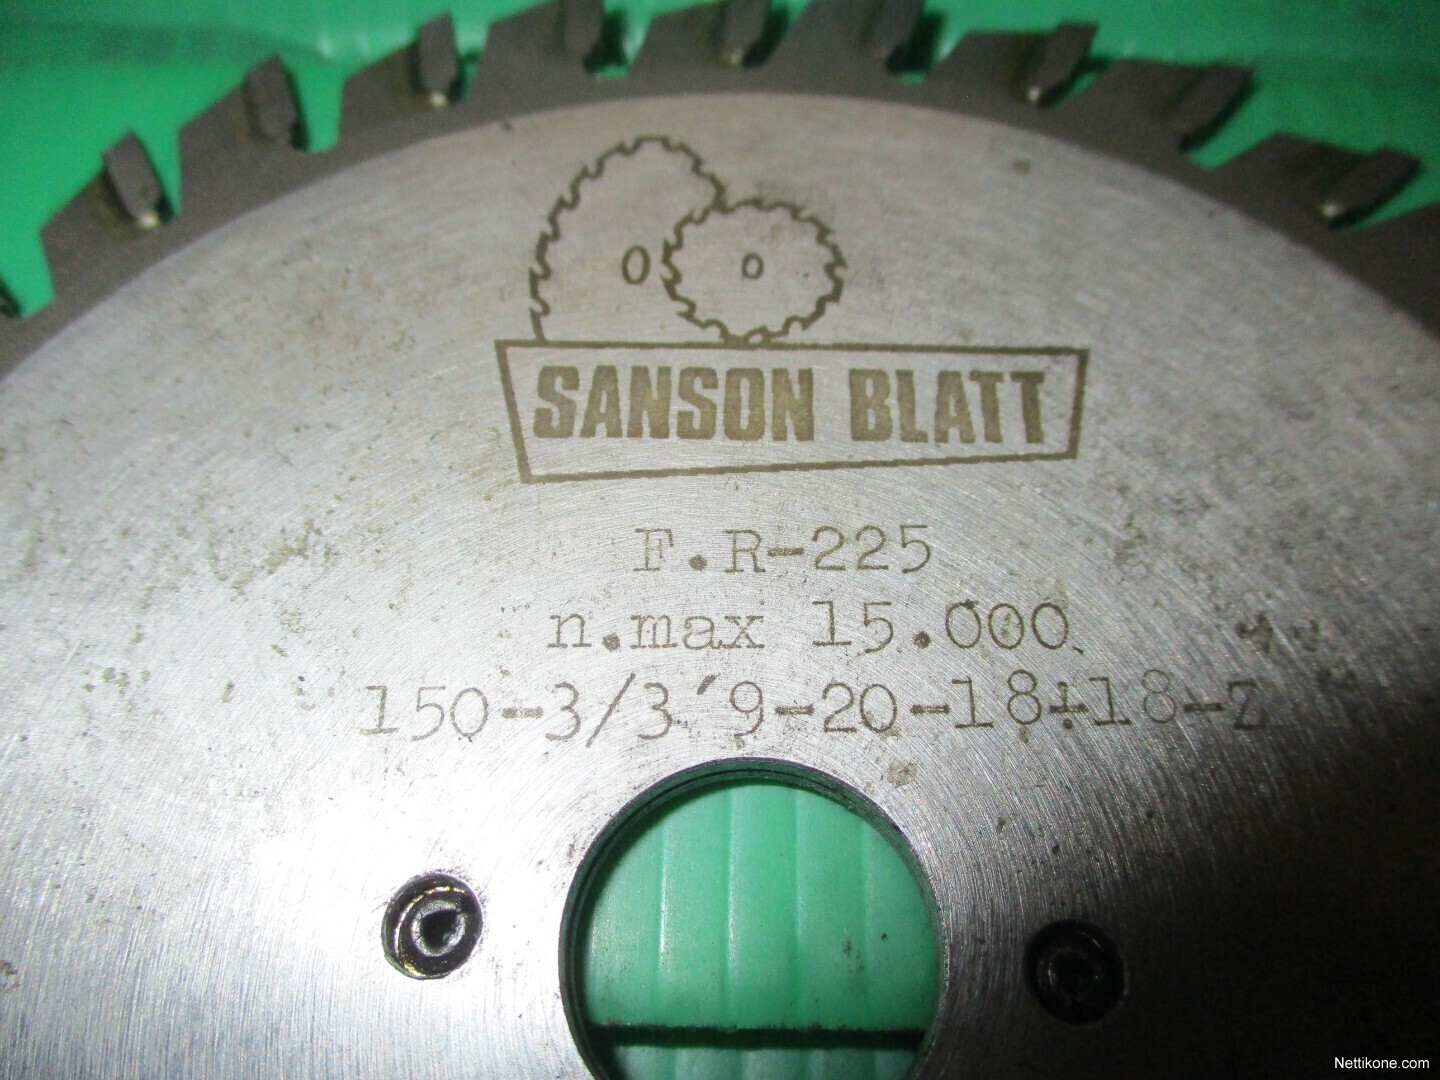 SANSON BLATT
F.R-225
n.max 15.000
150-3/3'9-20-18+18-Z
Nettikone.com